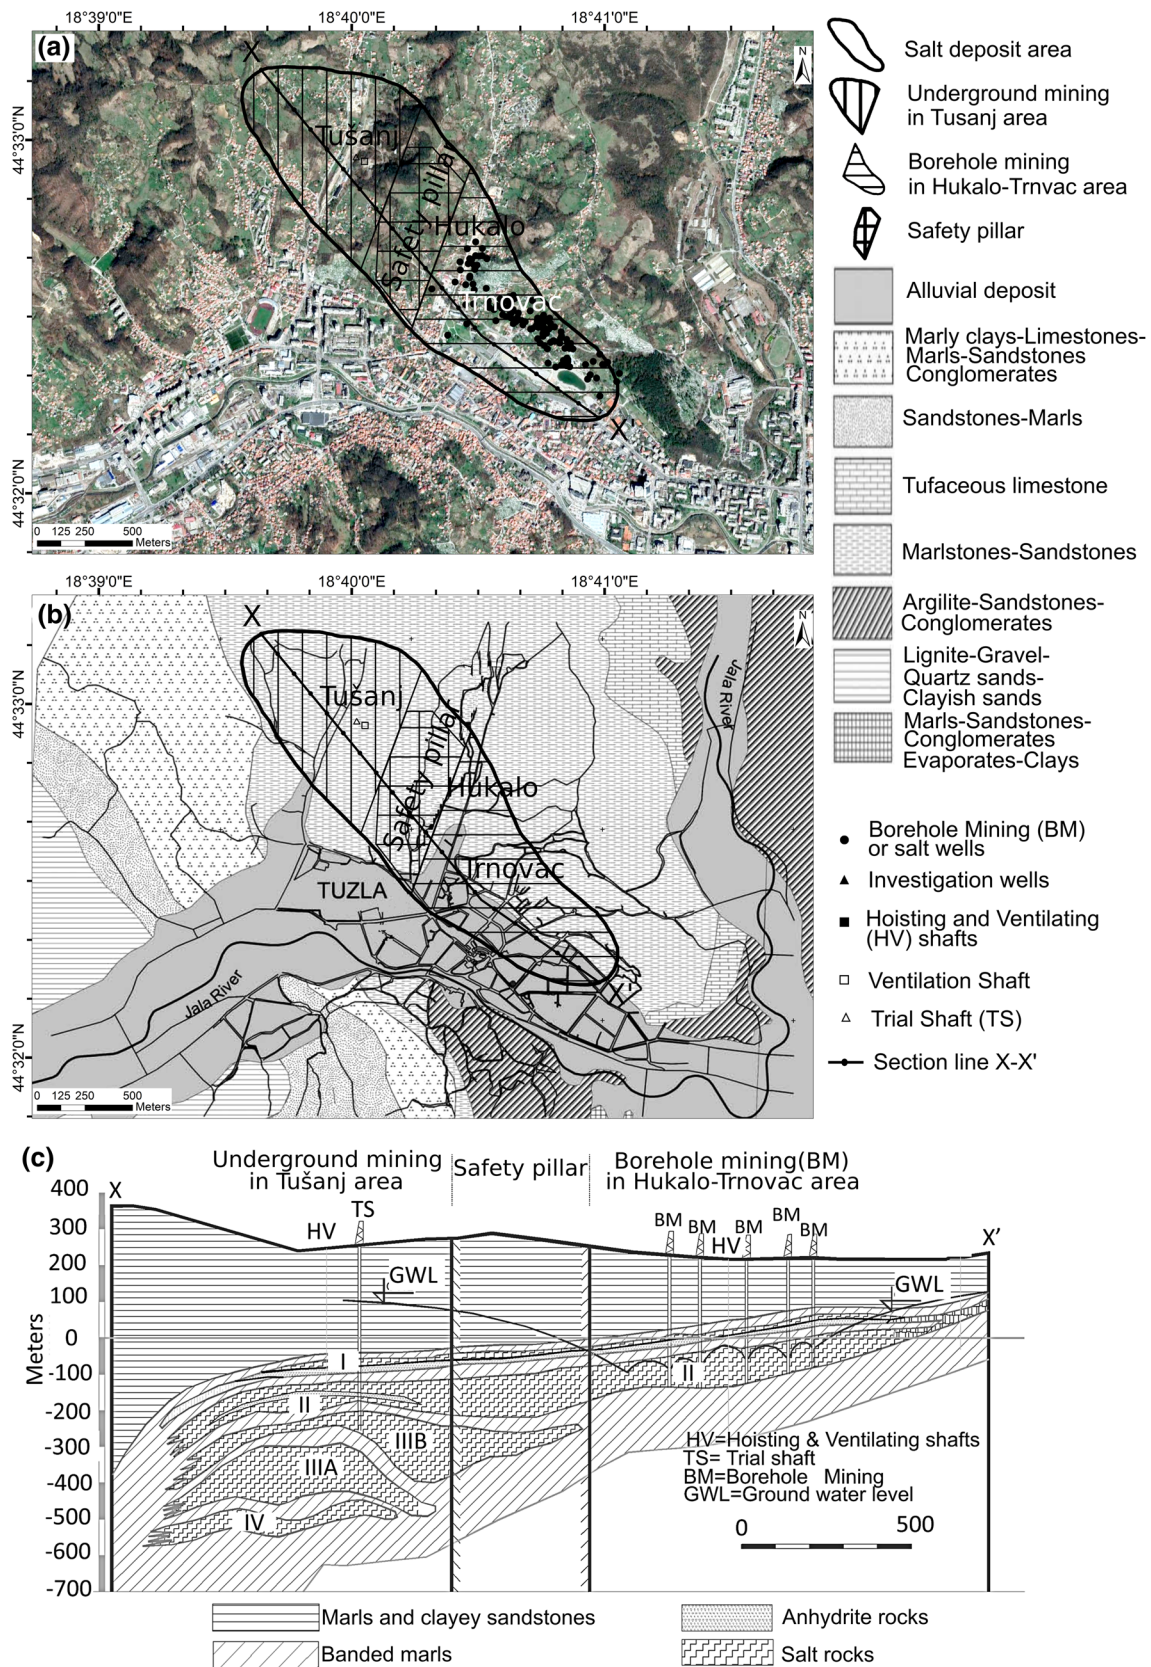 18°39'0"E
18°40'0"E
18°41'0"E
(a)
X
N
44°33'0"N
Tušanj
Safety pillar
Hukalo
Trnovac
X'
44°32'0"N
0 125 250 500
Meters
18°39'0"E
18°40'0"E
18°41'0"E
(b)
X
N
44°33'0"N
Tušanj
Safety pillar
Hukalo
Trnovac
TUZLA
Jala River
Jala River
44°32'0"N
0 125 250 500
Meters
Salt deposit area
Underground mining
in Tusanj area
Borehole mining
in Hukalo-Trnvac area
Safety pillar
Alluvial deposit
Marly clays-Limestones-
Marls-Sandstones
Conglomerates
Sandstones-Marls
Tufaceous limestone
Marlstones-Sandstones
Argilite-Sandstones-
Conglomerates
Lignite-Gravel-
Quartz sands-
Clayish sands
Marls-Sandstones-
Conglomerates
Evaporates-Clays
Borehole Mining (BM)
or salt wells
Investigation wells
Hoisting and Ventilating
(HV) shafts
Ventilation Shaft
Trial Shaft (TS)
Section line X-X'
(c)
Underground mining
in Tušanj area
Safety pillar
Borehole mining(BM)
in Hukalo-Trnovac area
Meters
400
300
200
100
0
-100
-200
-300
-400
-500
-600
-700
X
HV
TS
BM
BM
HV
BM
BM
BM
X’
GWL
GWL
I
II
II
IIIB
IIIA
IV
HV=Hoisting & Ventilating shafts
TS= Trial shaft
BM=Borehole Mining
GWL=Ground water level
0 500
Marls and clayey sandstones
Anhydrite rocks
Banded marls
Salt rocks